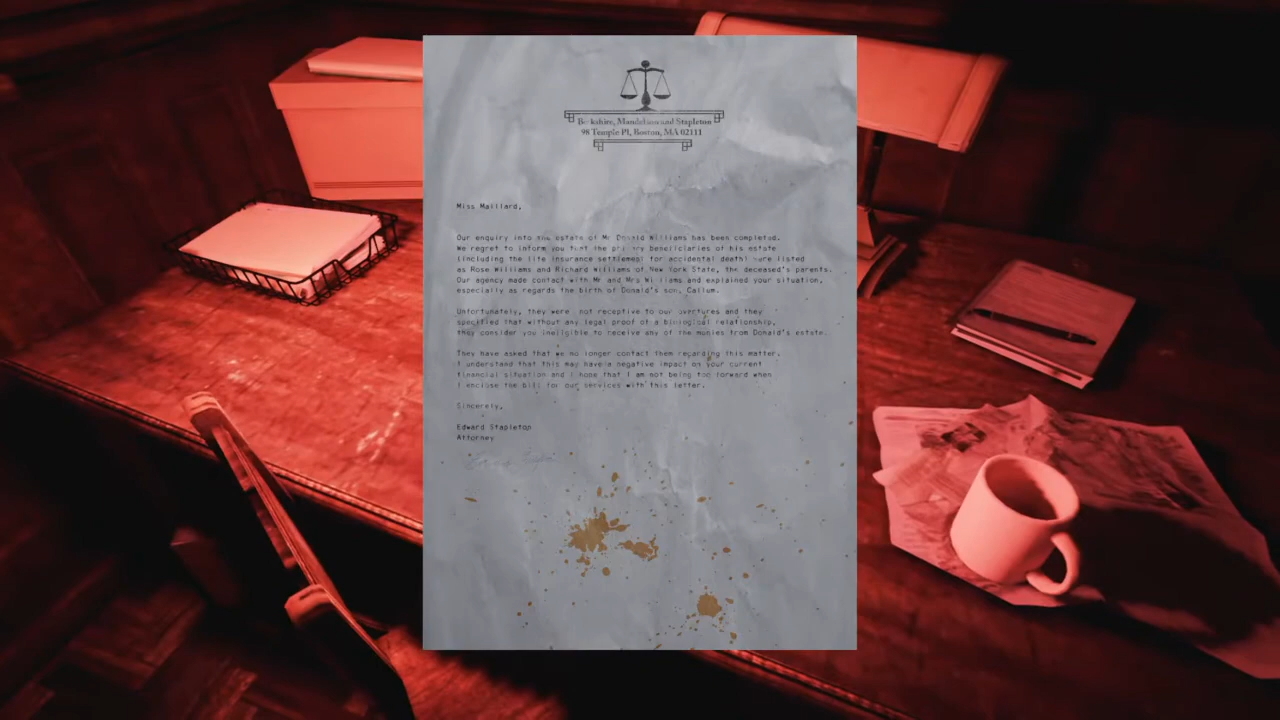 Berkshire, Mandelson and Stapleton
98 Temple Pl, Boston, MA 02111
Miss Maillard,
Our enquiry into the estate of Mr Donald Williams has been completed.
We regret to inform you that the primary beneficiaries of his estate
(including the life insurance settlement for accidental death) were listed
as Rose Williams and Richard Williams of New York State, the deceased's parents.
Our agency made contact with Mr and Mrs Williams and explained your situation,
especially as regards the birth of Donald's son, Callum.
Unfortunately, they were not receptive to our overtures and they
specified that without any legal proof of a biological relationship,
they consider you ineligible to receive any of the monies from Donald's estate.
They have asked that we no longer contact them regarding this matter.
I understand that this may have a negative impact on your current
financial situation and I hope that I am not being too forward when
I enclose the bill for our services with this letter.
Sincerely,
Edward Stapleton
Attorney